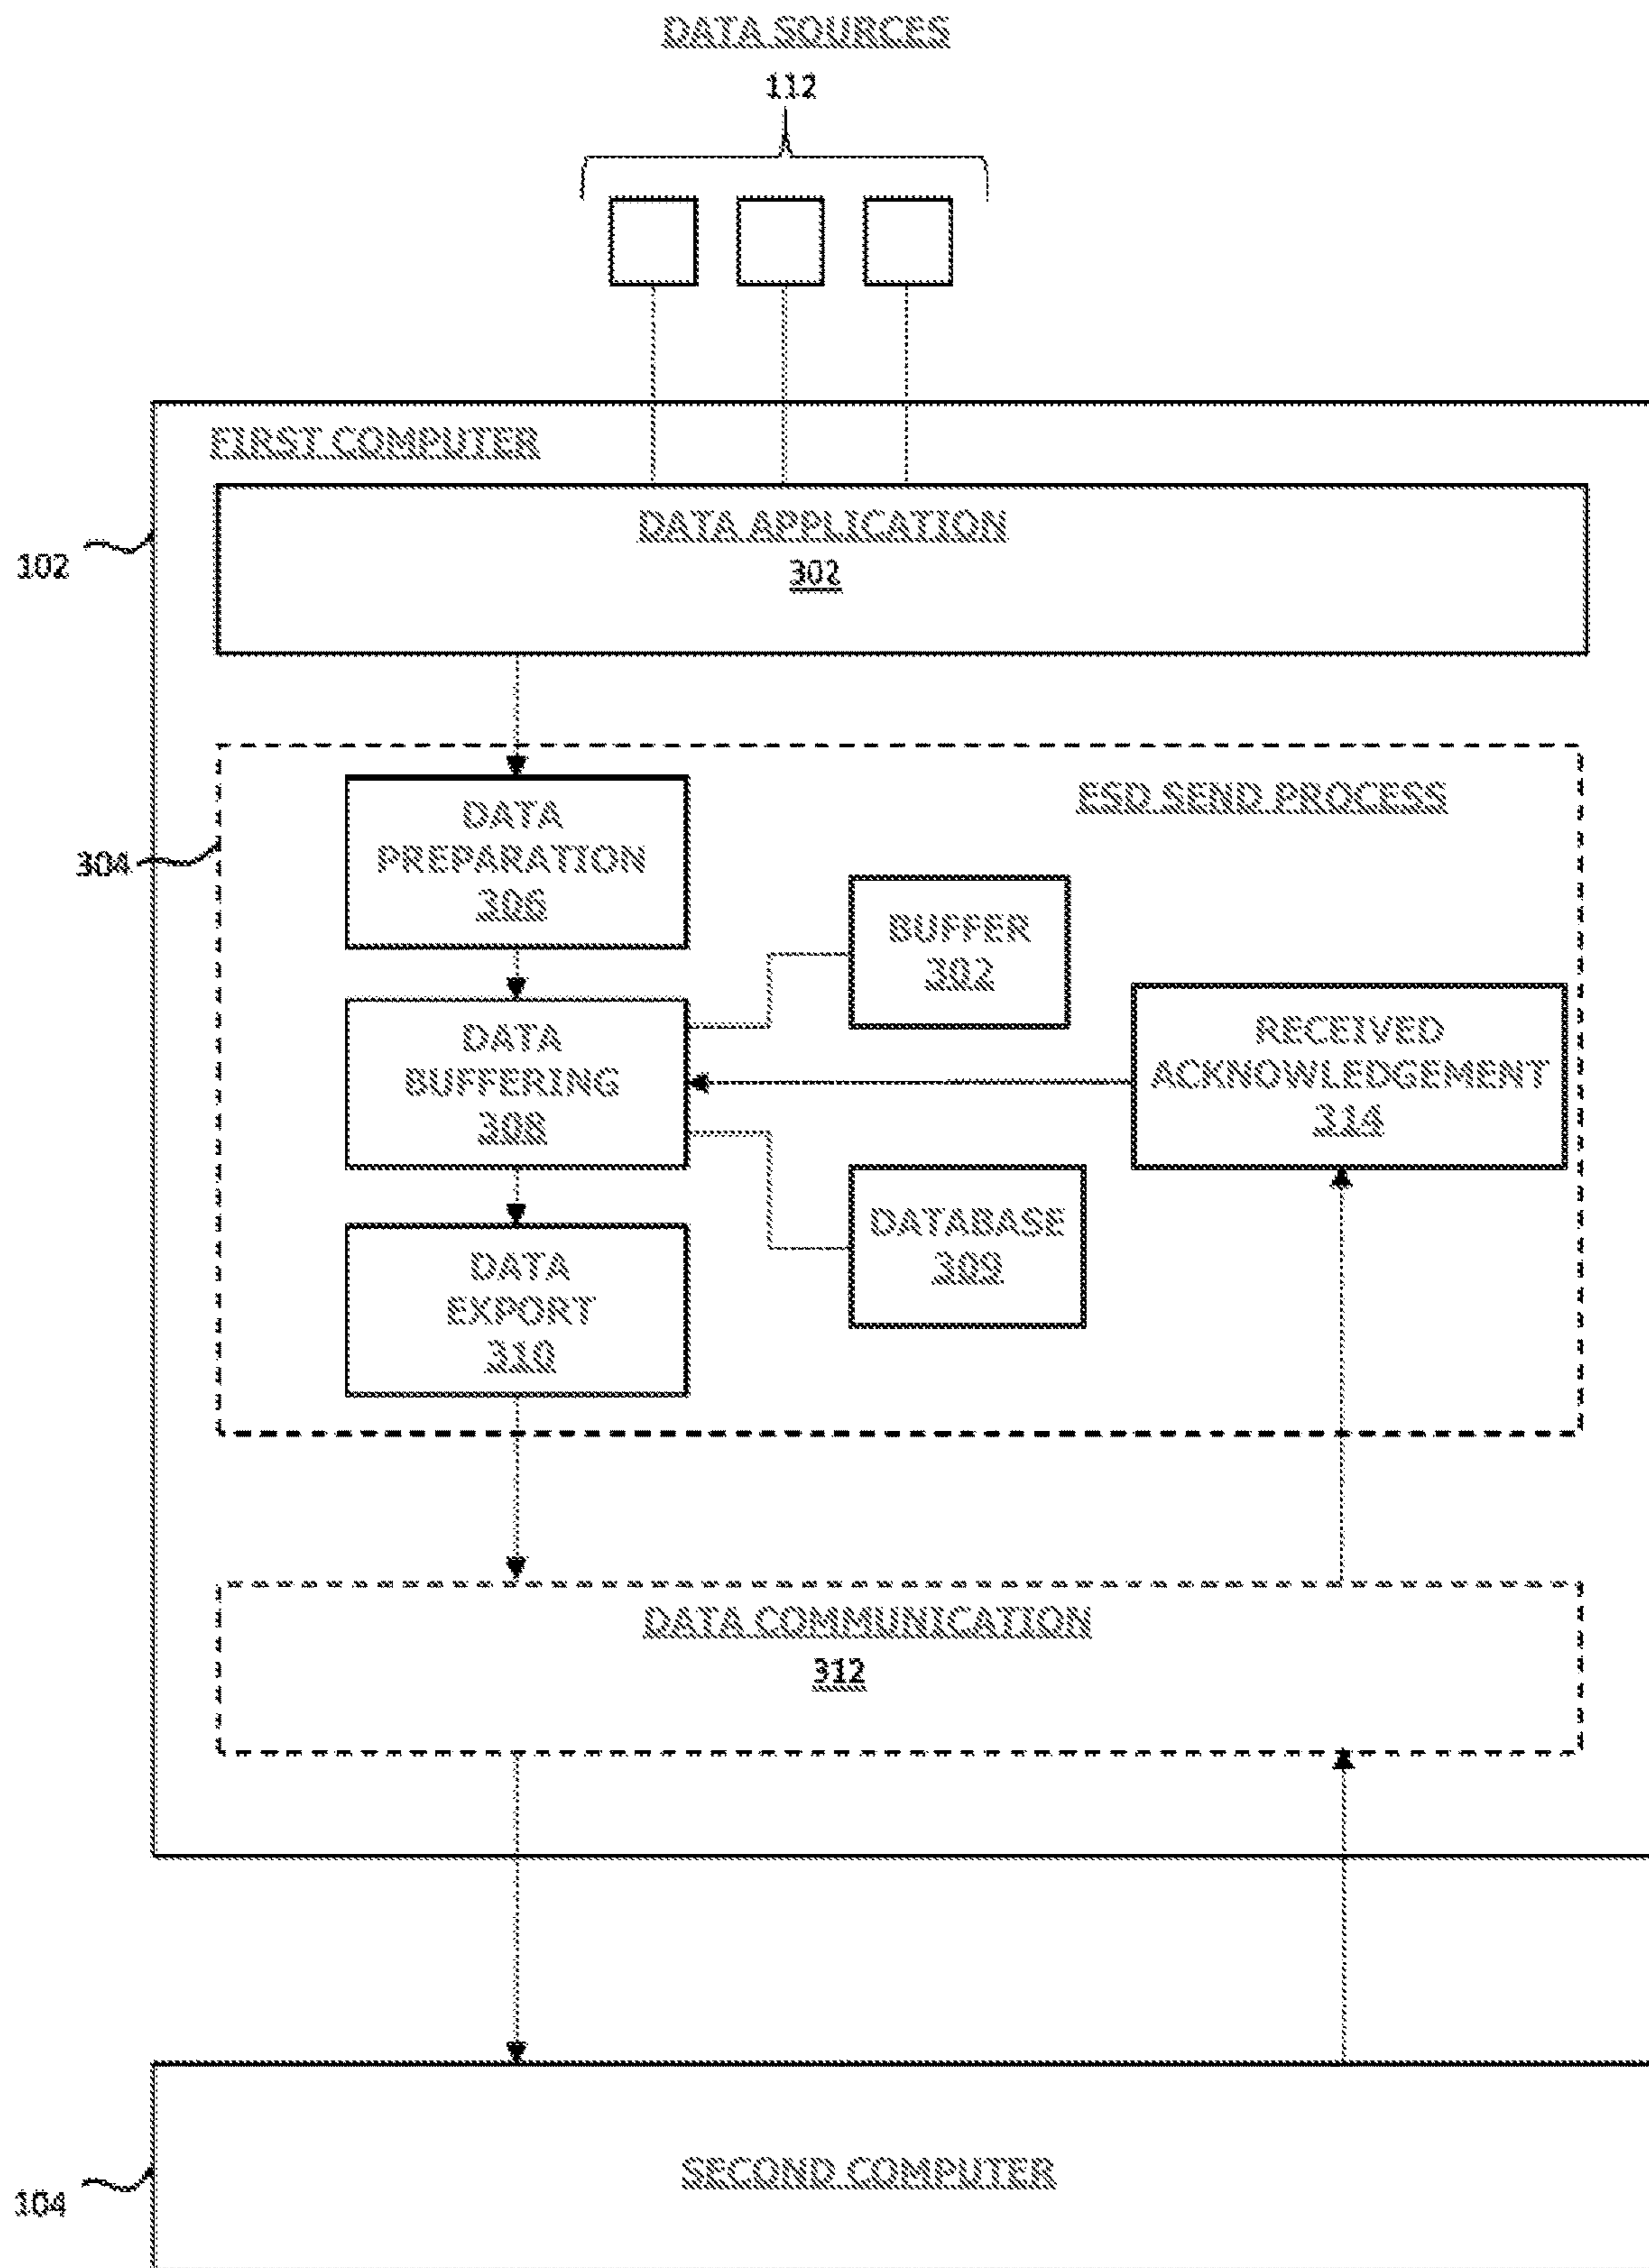 DATA SOURCES
112
FIRST COMPUTER
DATA APPLICATION
302
102
ESD SEND PROCESS
DATA
PREPARATION
306
304
BUFFER
302
DATA
BUFFERING
308
RECEIVED
ACKNOWLEDGEMENT
314
DATABASE
309
DATA
EXPORT
310
DATA COMMUNICATION
312
SECOND COMPUTER
104